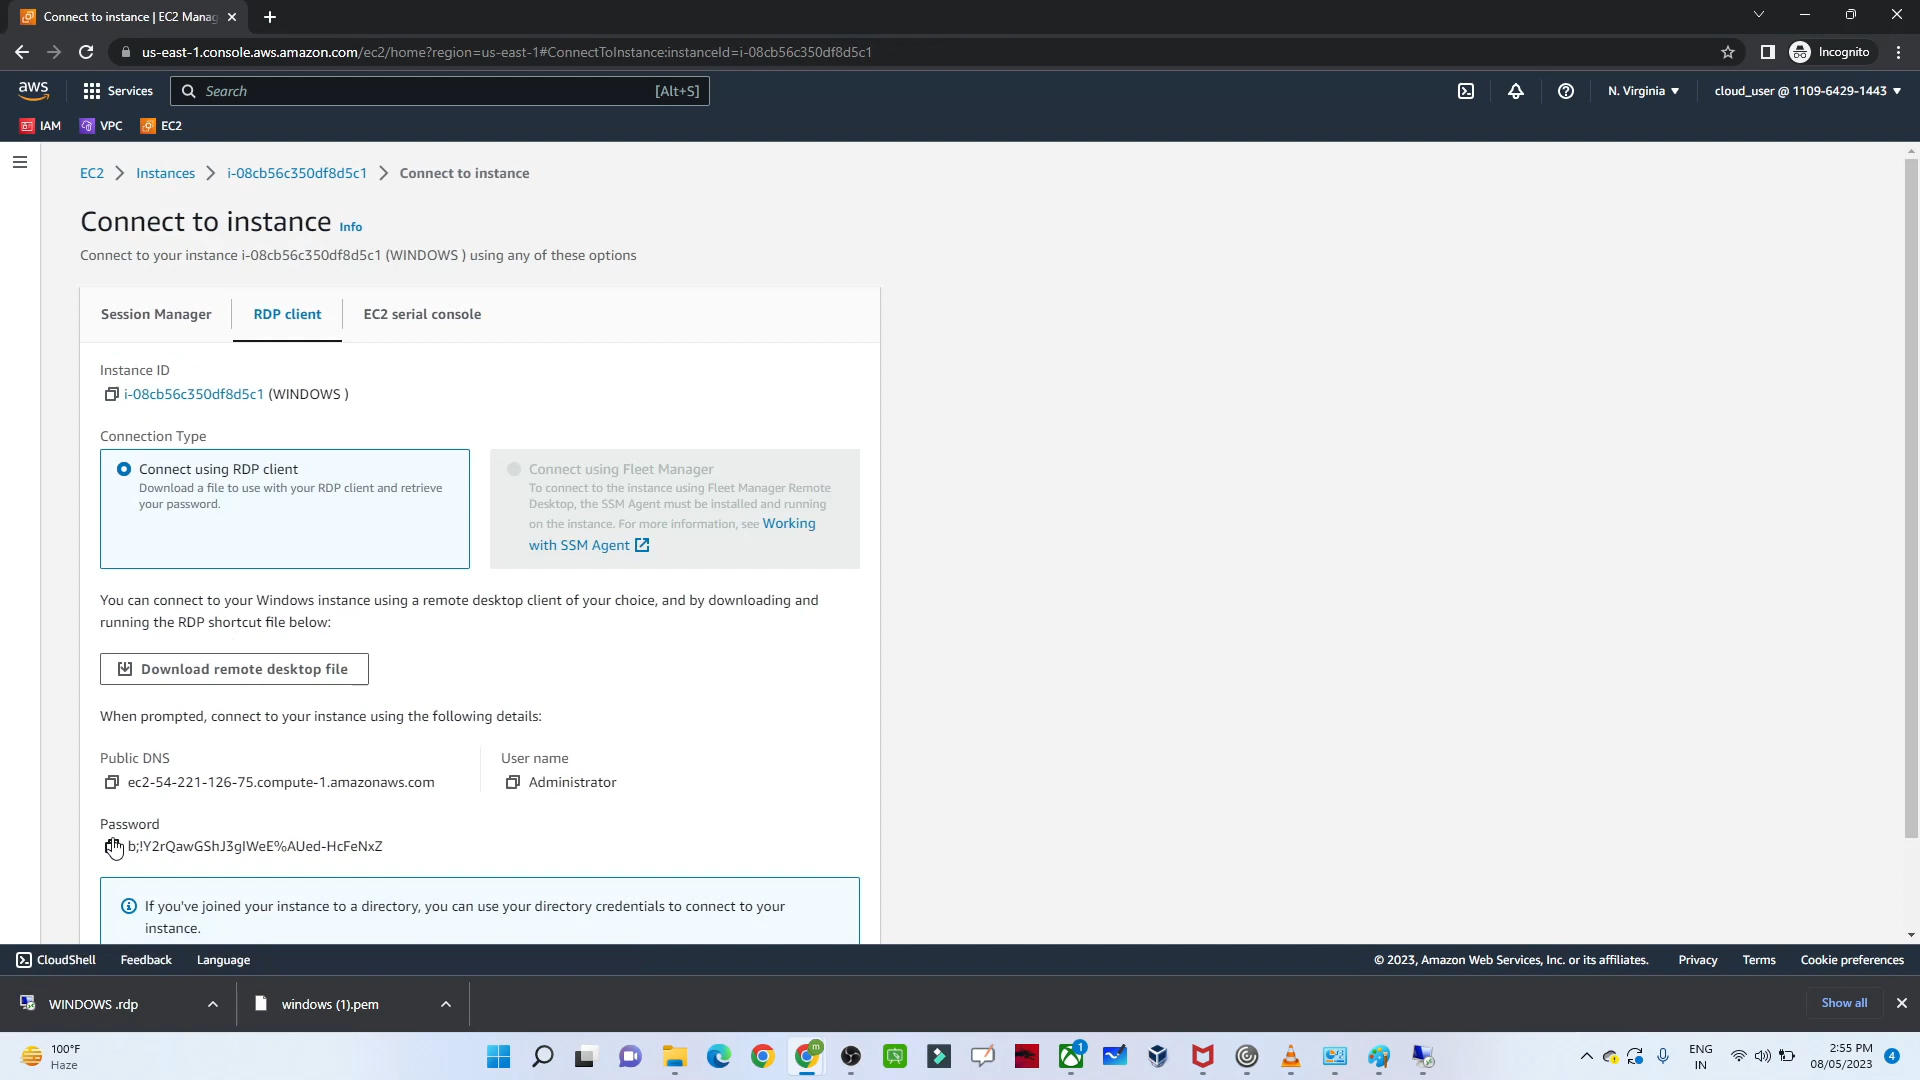 Connect to instance | EC2 Manag
us-east-1.console.aws.amazon.com/ec2/home?region=us-east-1#ConnectToInstance:instanceId=i-08cb56c350df8d5c1
Incognito
aws
Services
Search
[Alt+S]
N. Virginia
cloud_user @ 1109-6429-1443
IAM
VPC
EC2
EC2 > Instances > i-08cb56c350df8d5c1 > Connect to instance
Connect to instance Info
Connect to your instance i-08cb56c350df8d5c1 (WINDOWS ) using any of these options
Session Manager
RDP client
EC2 serial console
Instance ID
i-08cb56c350df8d5c1 (WINDOWS )
Connection Type
Connect using RDP client
Download a file to use with your RDP client and retrieve
your password.
Connect using Fleet Manager
To connect to the instance using Fleet Manager Remote
Desktop, the SSM Agent must be installed and running
on the instance. For more information, see Working
with SSM Agent
You can connect to your Windows instance using a remote desktop client of your choice, and by downloading and
running the RDP shortcut file below:
Download remote desktop file
When prompted, connect to your instance using the following details:
Public DNS
User name
ec2-54-221-126-75.compute-1.amazonaws.com
Administrator
Password
b;!Y2rQawGShJ3gIWeE%AUed-HcFeNxZ
If you've joined your instance to a directory, you can use your directory credentials to connect to your
instance.
CloudShell
Feedback
Language
© 2023, Amazon Web Services, Inc. or its affiliates.
Privacy
Terms
Cookie preferences
WINDOWS .rdp
windows (1).pem
Show all
100°F
Haze
m
1
ENG
IN
2:55 PM
08/05/2023
4